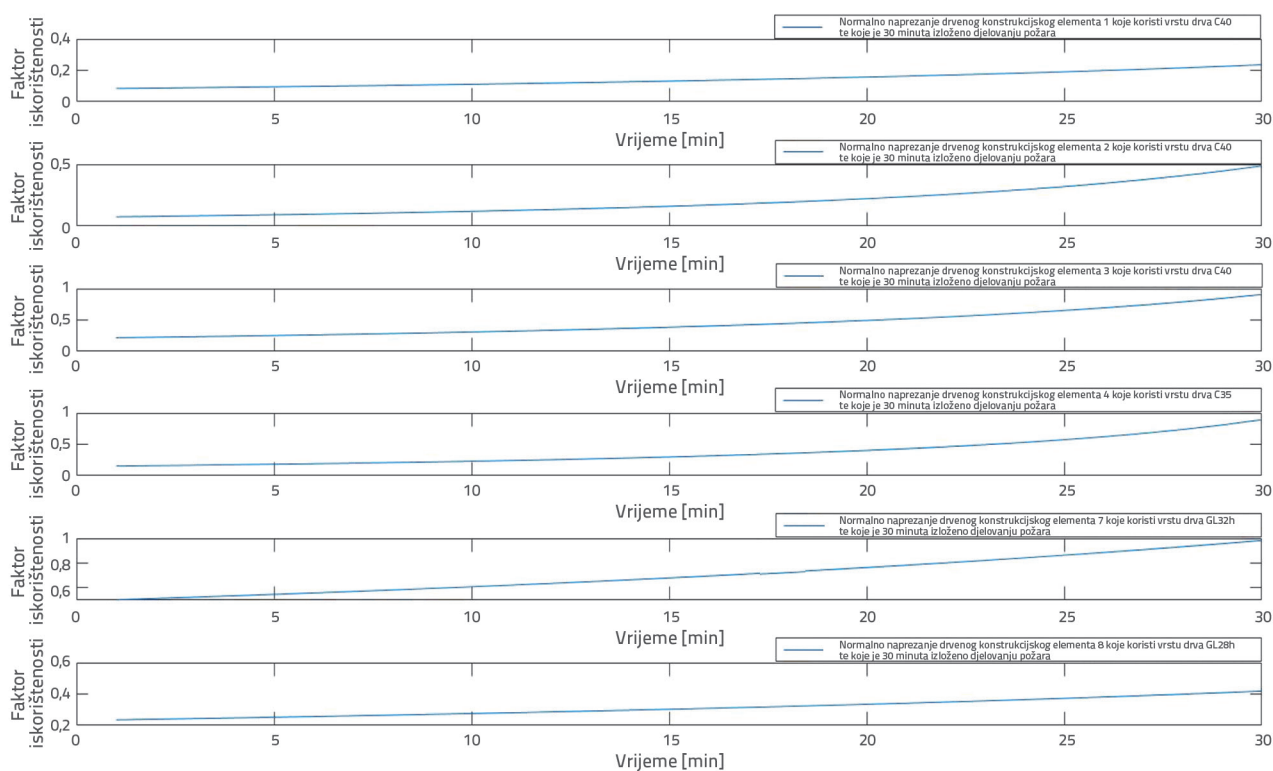 Normalno naprezanje drvenog konstrukcijskog elementa 1 koje koristi vrstu drva C40
te koje je 30 minuta izloženo djelovanju požara
Faktor
iskorištenosti
0,4
0,2
0
0
5
10
15
20
25
30
Vrijeme [min]
Normalno naprezanje drvenog konstrukcijskog elementa 2 koje koristi vrstu drva C40
te koje je 30 minuta izloženo djelovanju požara
Faktor
iskorištenosti
0,5
0
0
5
10
15
20
25
30
Vrijeme [min]
Normalno naprezanje drvenog konstrukcijskog elementa 3 koje koristi vrstu drva C40
te koje je 30 minuta izloženo djelovanju požara
Faktor
iskorištenosti
1
0,5
0
0
5
10
15
20
25
30
Vrijeme [min]
Normalno naprezanje drvenog konstrukcijskog elementa 4 koje koristi vrstu drva C35
te koje je 30 minuta izloženo djelovanju požara
Faktor
iskorištenosti
1
0,5
0
0
5
10
15
20
25
30
Vrijeme [min]
Normalno naprezanje drvenog konstrukcijskog elementa 7 koje koristi vrstu drva GL32h
te koje je 30 minuta izloženo djelovanju požara
Faktor
iskorištenosti
1
0,8
0,6
0
5
10
15
20
25
30
Vrijeme [min]
Normalno naprezanje drvenog konstrukcijskog elementa 8 koje koristi vrstu drva GL28h
te koje je 30 minuta izloženo djelovanju požara
Faktor
iskorištenosti
0,6
0,4
0,2
0
5
10
15
20
25
30
Vrijeme [min]